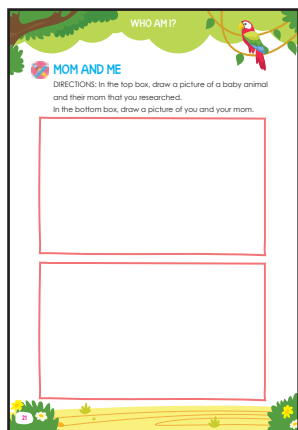 WHO AM I?
MOM AND ME
DIRECTIONS: In the top box, draw a picture of a baby animal
and their mom that you researched.
In the bottom box, draw a picture of you and your mom.
21